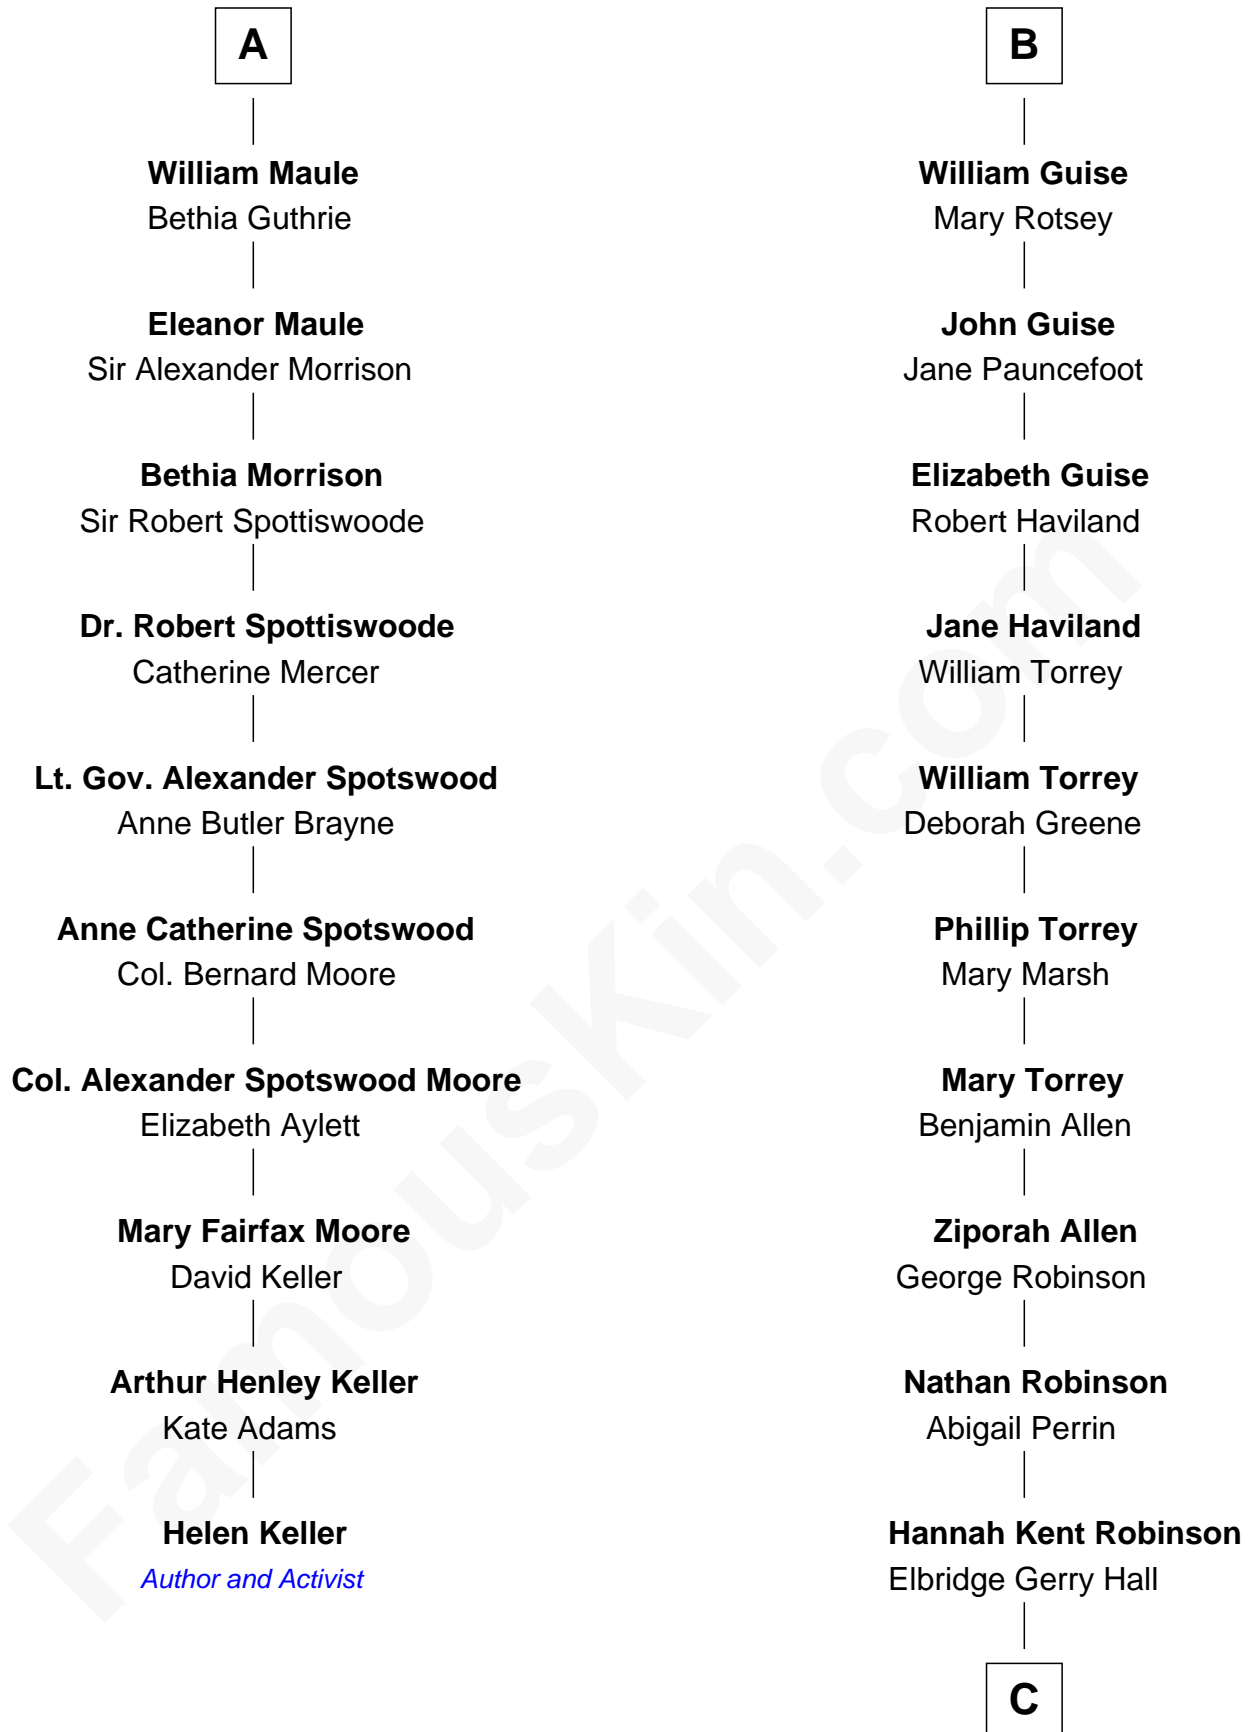 A
William Maule
Bethia Guthrie
Eleanor Maule
Sir Alexander Morrison
Bethia Morrison
Sir Robert Spottiswoode
Dr. Robert Spottiswoode
Catherine Mercer
Lt. Gov. Alexander Spotswood
Anne Butler Brayne
Anne Catherine Spotswood
Col. Bernard Moore
Col. Alexander Spotswood Moore
Elizabeth Aylett
Mary Fairfax Moore
David Keller
Arthur Henley Keller
Kate Adams
Helen Keller
Author and Activist
B
William Guise
Mary Rotsey
John Guise
Jane Pauncefoot
Elizabeth Guise
Robert Haviland
Jane Haviland
William Torrey
William Torrey
Deborah Greene
Phillip Torrey
Mary Marsh
Mary Torrey
Benjamin Allen
Ziporah Allen
George Robinson
Nathan Robinson
Abigail Perrin
Hannah Kent Robinson
Elbridge Gerry Hall
C
FamousKin.com